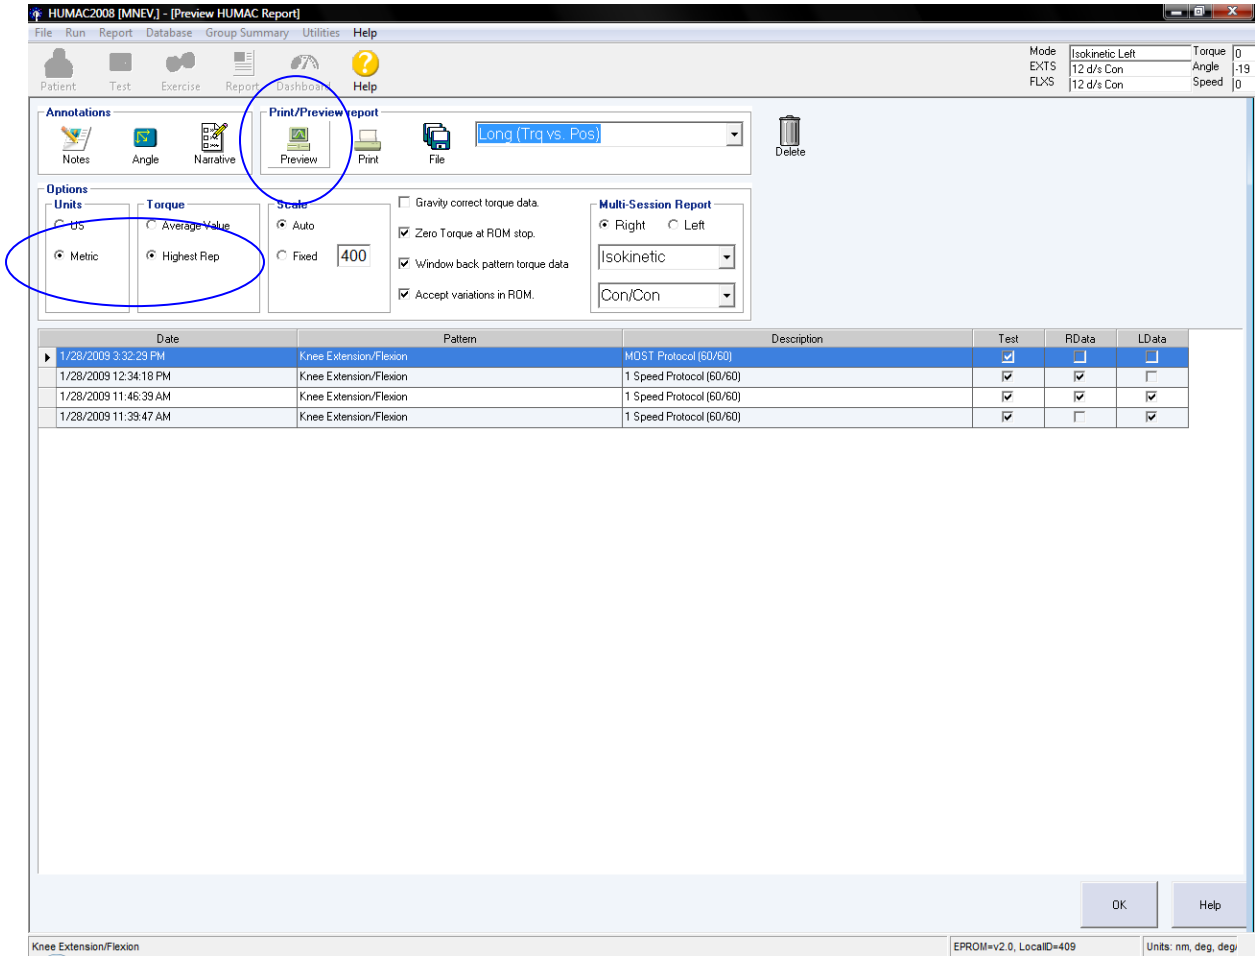 HUMAC2008 [MNEV,] - [Preview HUMAC Report]
File Run Report Database Group Summary Utilities Help
Patient Test Exercise Report Dashboard Help
Mode Isokinetic Left Torque 0
EXTS 12 d/s Con Angle -19
FLXS 12 d/s Con Speed 0
Annotations Print/Preview report
Notes Angle Narrative Preview Print File Long (Trq vs. Pos) Delete
Options
Units Torque Scale Gravity correct torque data. Multi-Session Report
US Average Value Auto Zero Torque at ROM stop. Right Left
Metric Highest Rep Fixed 400 Window back pattern torque data Isokinetic
Accept variations in ROM. Con/Con
Date Pattern Description Test RData LData
1/28/2009 3:32:29 PM Knee Extension/Flexion MOST Protocol (60/60)
1/28/2009 12:34:18 PM Knee Extension/Flexion 1 Speed Protocol (60/60)
1/28/2009 11:46:39 AM Knee Extension/Flexion 1 Speed Protocol (60/60)
1/28/2009 11:39:47 AM Knee Extension/Flexion 1 Speed Protocol (60/60)
OK Help
Knee Extension/Flexion EPROM=v2.0, LocalID=409 Units: nm, deg, deg/